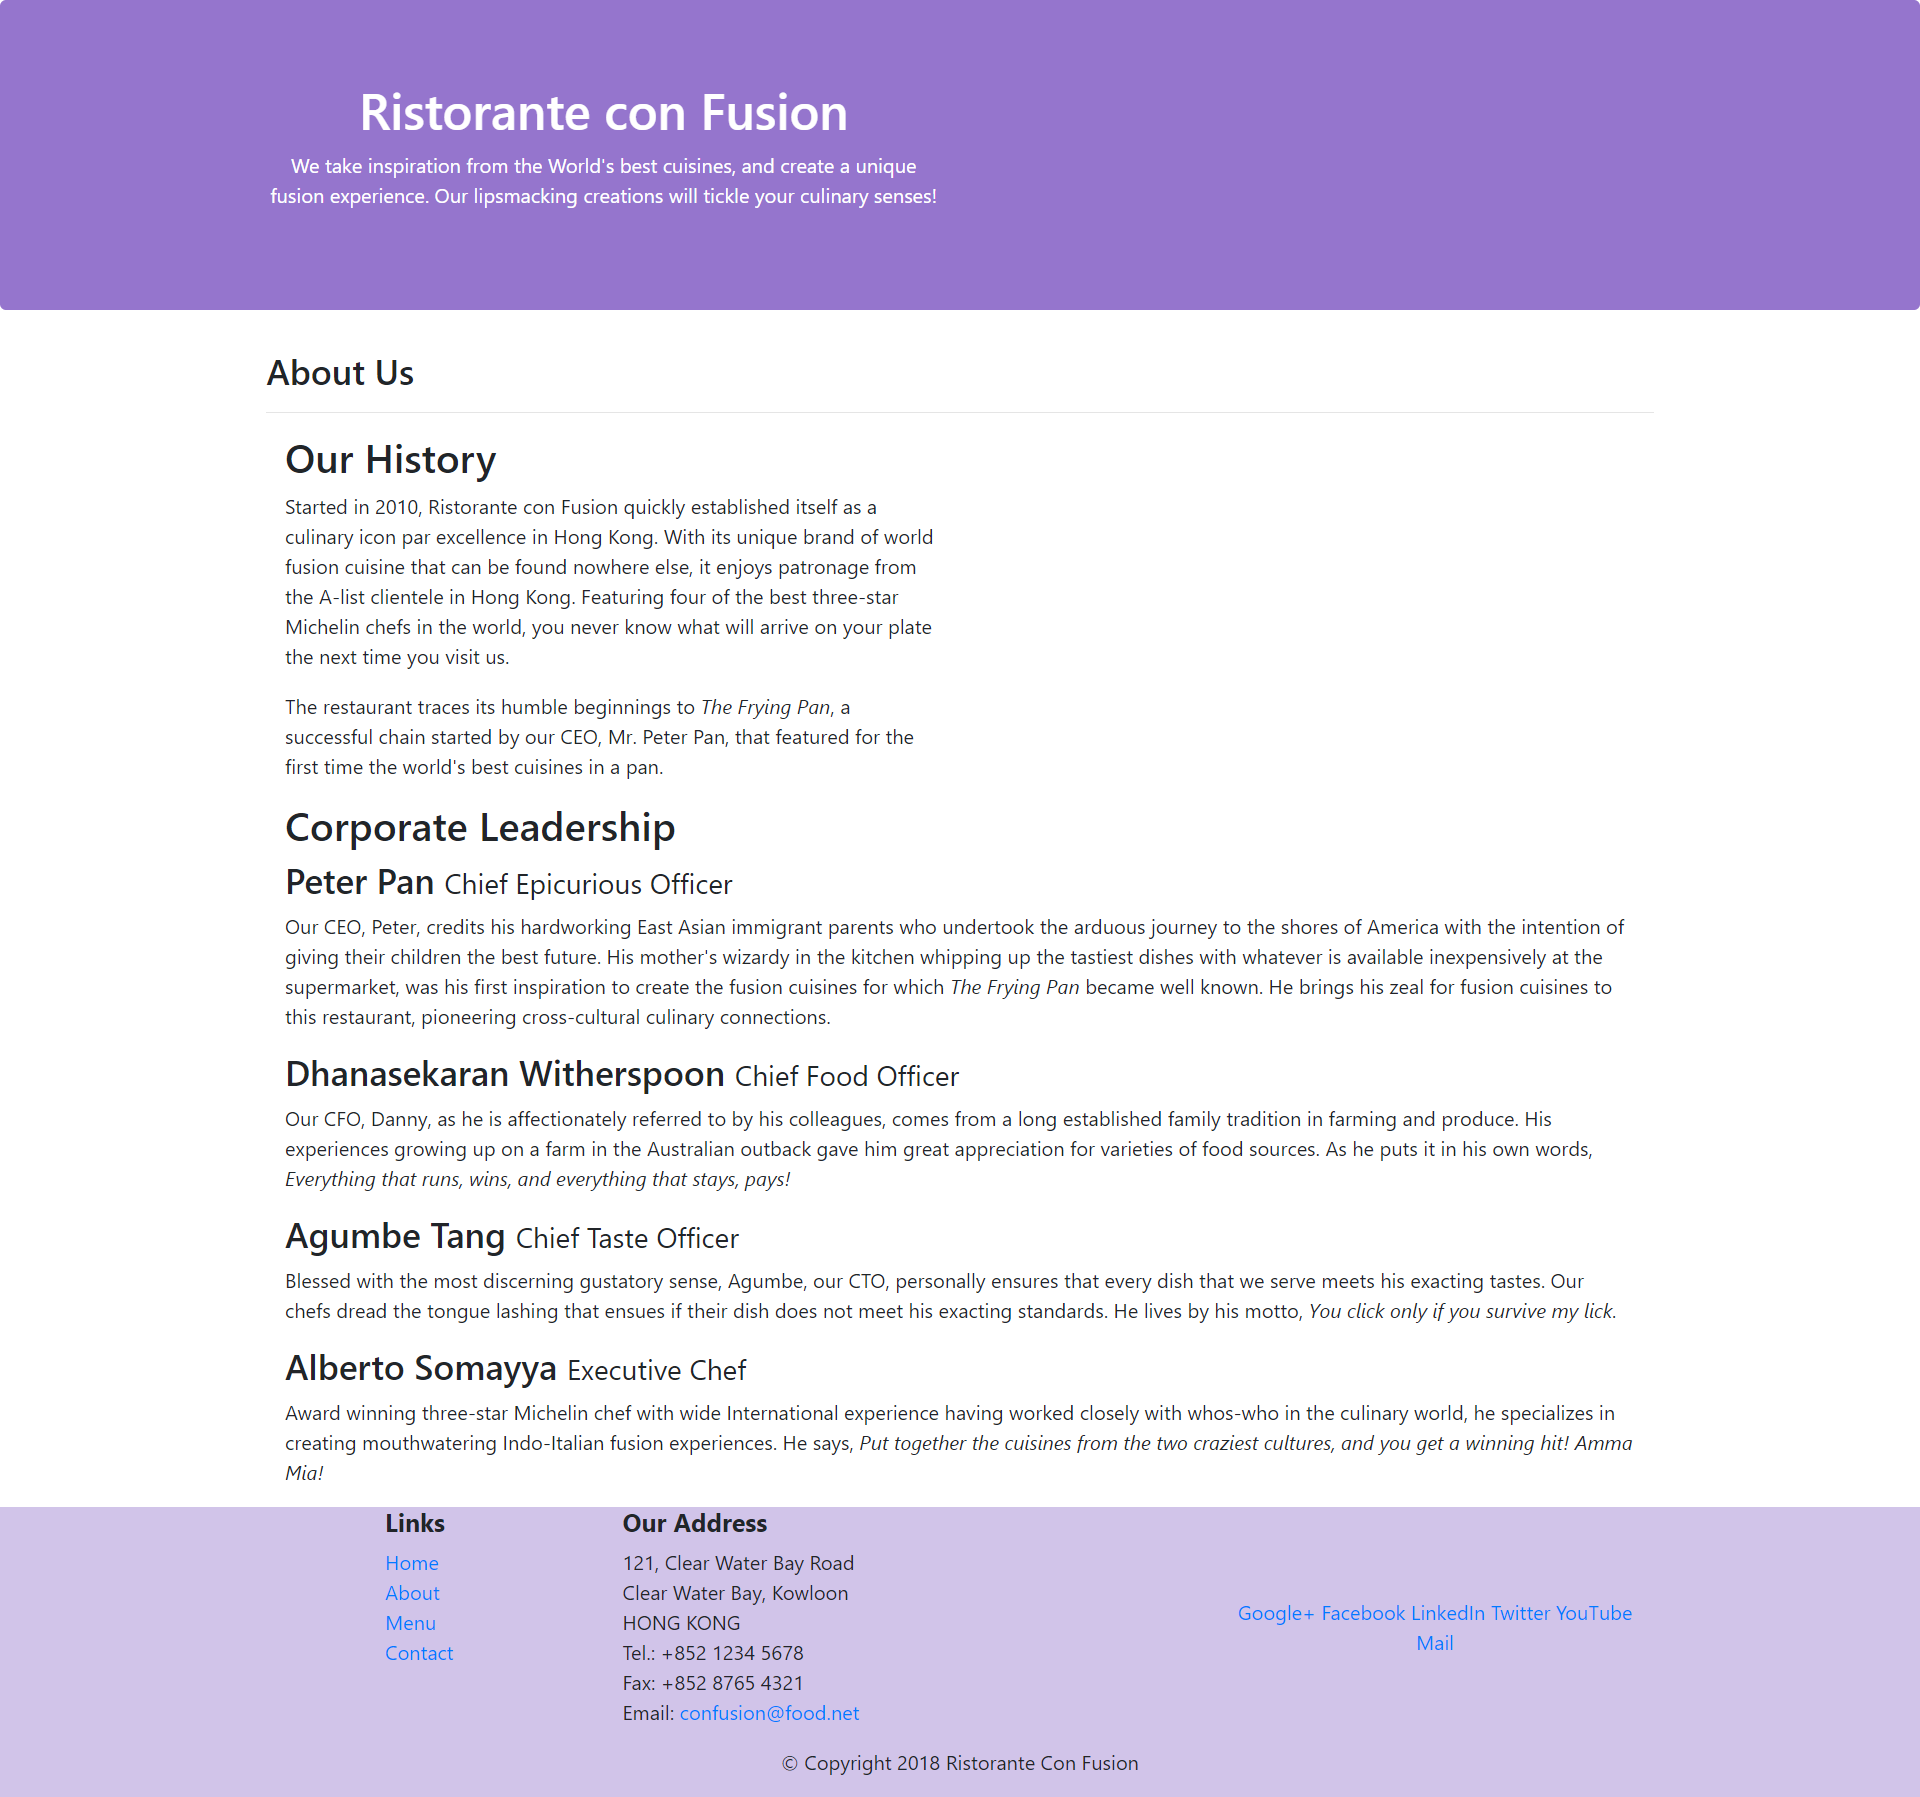 Ristorante con Fusion
We take inspiration from the World's best cuisines, and create a unique
fusion experience. Our lipsmacking creations will tickle your culinary senses!
About Us
Our History
Started in 2010, Ristorante con Fusion quickly established itself as a
culinary icon par excellence in Hong Kong. With its unique brand of world
fusion cuisine that can be found nowhere else, it enjoys patronage from
the A-list clientele in Hong Kong. Featuring four of the best three-star
Michelin chefs in the world, you never know what will arrive on your plate
the next time you visit us.
The restaurant traces its humble beginnings to The Frying Pan, a
successful chain started by our CEO, Mr. Peter Pan, that featured for the
first time the world's best cuisines in a pan.
Corporate Leadership
Peter Pan Chief Epicurious Officer
Our CEO, Peter, credits his hardworking East Asian immigrant parents who undertook the arduous journey to the shores of America with the intention of
giving their children the best future. His mother's wizardy in the kitchen whipping up the tastiest dishes with whatever is available inexpensively at the
supermarket, was his first inspiration to create the fusion cuisines for which The Frying Pan became well known. He brings his zeal for fusion cuisines to
this restaurant, pioneering cross-cultural culinary connections.
Dhanasekaran Witherspoon Chief Food Officer
Our CFO, Danny, as he is affectionately referred to by his colleagues, comes from a long established family tradition in farming and produce. His
experiences growing up on a farm in the Australian outback gave him great appreciation for varieties of food sources. As he puts it in his own words,
Everything that runs, wins, and everything that stays, pays!
Agumbe Tang Chief Taste Officer
Blessed with the most discerning gustatory sense, Agumbe, our CTO, personally ensures that every dish that we serve meets his exacting tastes. Our
chefs dread the tongue lashing that ensues if their dish does not meet his exacting standards. He lives by his motto, You click only if you survive my lick.
Alberto Somayya Executive Chef
Award winning three-star Michelin chef with wide International experience having worked closely with whos-who in the culinary world, he specializes in
creating mouthwatering Indo-Italian fusion experiences. He says, Put together the cuisines from the two craziest cultures, and you get a winning hit! Amma
Mia!
Links
Home
About
Menu
Contact
Our Address
121, Clear Water Bay Road
Clear Water Bay, Kowloon
HONG KONG
Tel.: +852 1234 5678
Fax: +852 8765 4321
Email: confusion@food.net
Google+ Facebook LinkedIn Twitter YouTube
Mail
© Copyright 2018 Ristorante Con Fusion